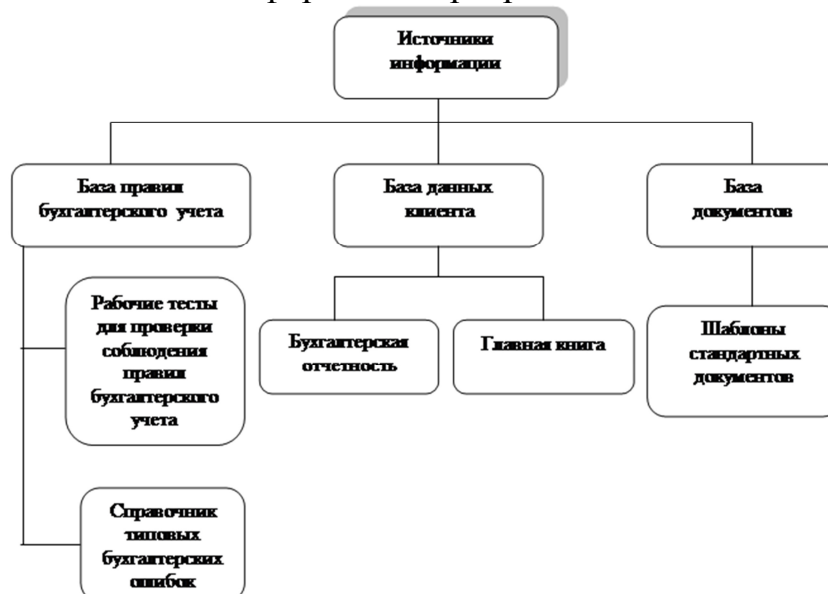 Источники
информации
База правил
бухгалтерского учета
База данных
клиента
База
документов
Рабочие тесты
для проверки
соблюдения
правил
бухгалтерского
учета
Бухгалтерская
отчетность
Главная книга
Шаблоны
стандартных
документов
Справочник
типовых
бухгалтерских
ошибок